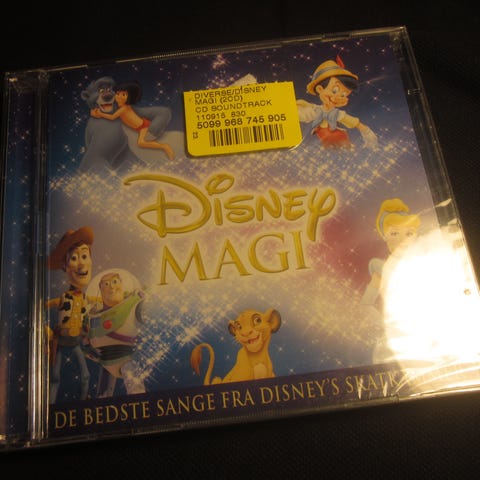 DIVERSE/DISNEY
MAGI (2CD)
CD SOUNDTRACK
110915 830
5099 968 745 905
Disney
MAGI
DE BEDSTE SANGE FRA DISNEY'S